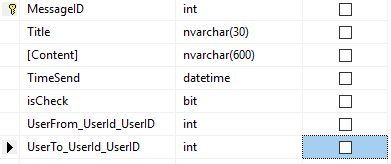 MessageID int
Title nvarchar(30)
[Content] nvarchar(600)
TimeSend datetime
isCheck bit
UserFrom_UserId_UserID int
UserTo_UserId_UserID int